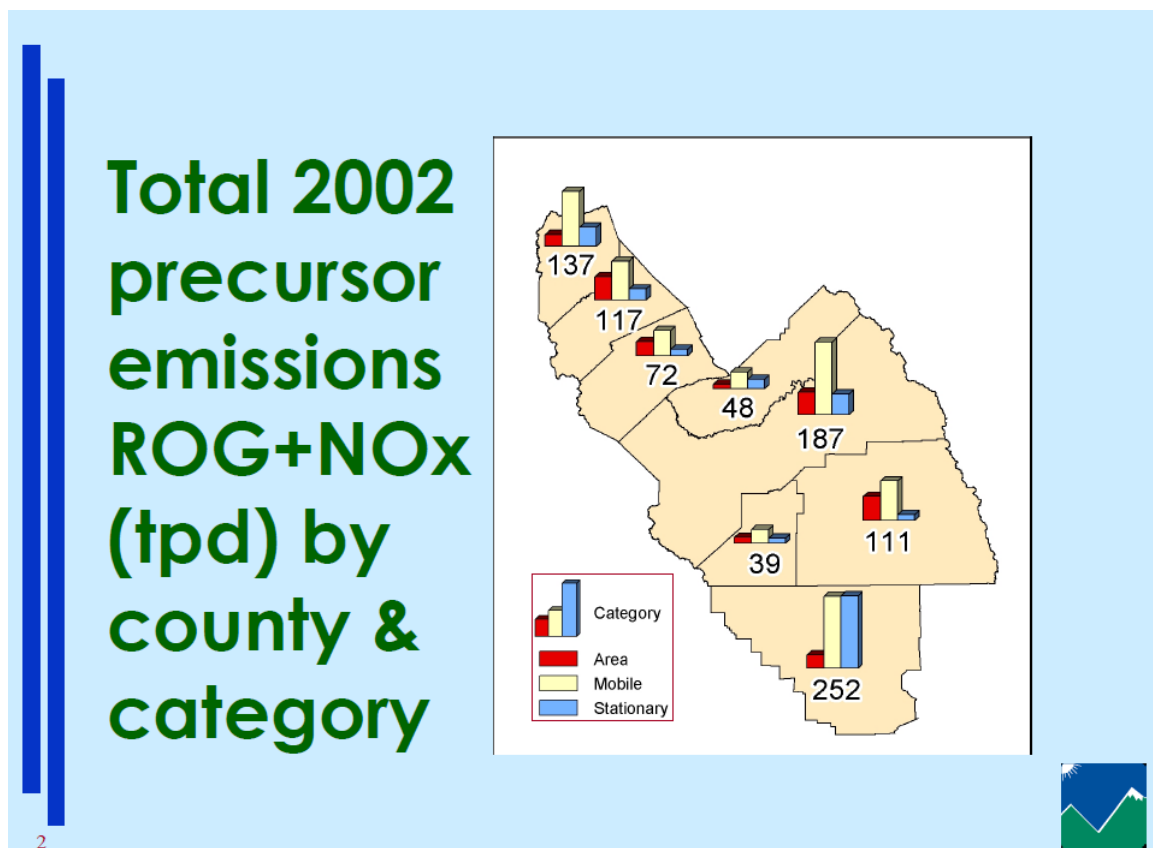 Total 2002
precursor
emissions
ROG+NOx
(tpd) by
county &
category
137
117
72
48
187
111
39
252
Category
Area
Mobile
Stationary
2